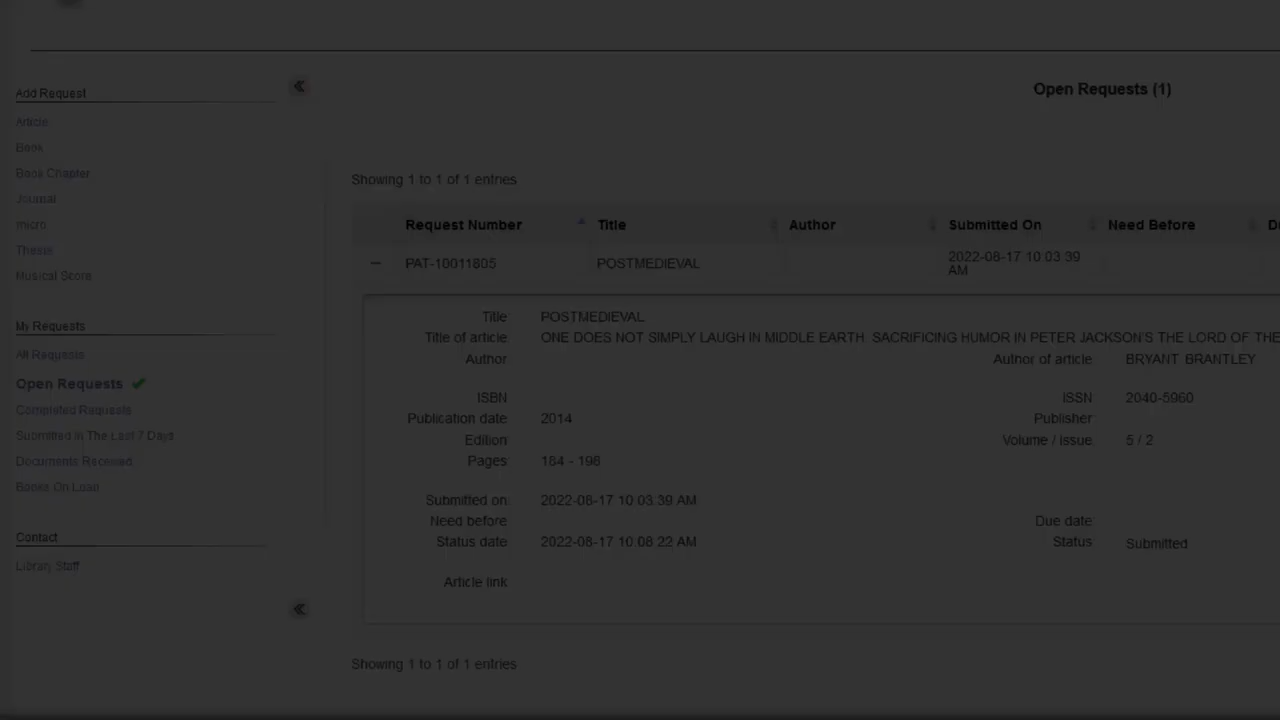 Add Request
Article
Book
Book Chapter
Journal
micro
Thesis
Musical Score
My Requests
All Requests
Open Requests
Completed Requests
Submitted In The Last 7 Days
Documents Received
Books On Loan
Contact
Library Staff
Open Requests (1)
Showing 1 to 1 of 1 entries
Request Number Title Author Submitted On Need Before
PAT-10011805 POSTMEDIEVAL 2022-08-17 10:03:39
AM
Title POSTMEDIEVAL
Title of article ONE DOES NOT SIMPLY LAUGH IN MIDDLE EARTH SACRIFICING HUMOR IN PETER JACKSON'S THE LORD OF THE
Author Author of article BRYANT BRANTLEY
ISBN ISSN 2040-5960
Publication date 2014 Publisher
Edition Volume / Issue 5 / 2
Pages 184 - 198
Submitted on 2022-08-17 10:03:39 AM
Need before Due date
Status date 2022-08-17 10:08:22 AM Status Submitted
Article link
Showing 1 to 1 of 1 entries